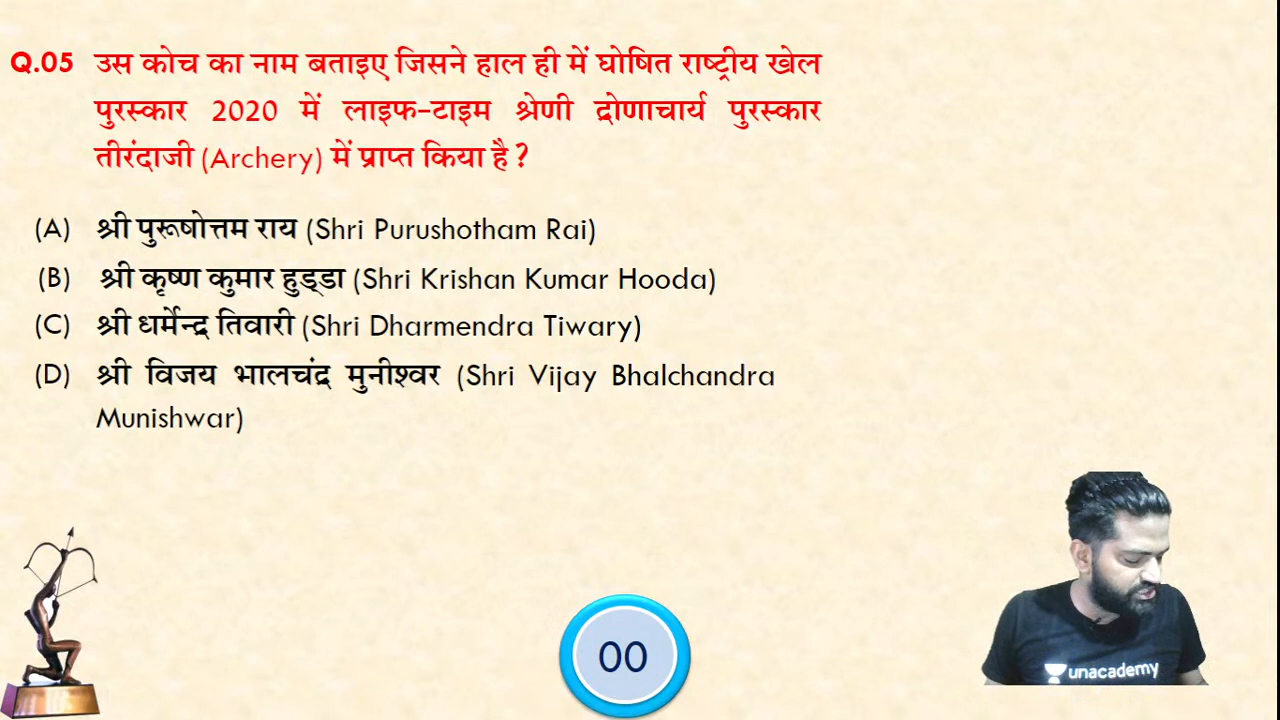 Q.05 उस कोच का नाम बताइए जिसने हाल ही में घोषित राष्ट्रीय खेल
पुरस्कार 2020 में लाइफ-टाइम श्रेणी द्रोणाचार्य पुरस्कार
तीरंदाजी (Archery) में प्राप्त किया है?
(A) श्री पुरूषोत्तम राय (Shri Purushotham Rai)
(B) श्री कृष्ण कुमार हुड्डा (Shri Krishan Kumar Hooda)
(C) श्री धर्मेन्द्र तिवारी (Shri Dharmendra Tiwary)
(D) श्री विजय भालचंद्र मुनीश्वर (Shri Vijay Bhalchandra
Munishwar)
00
unacademy